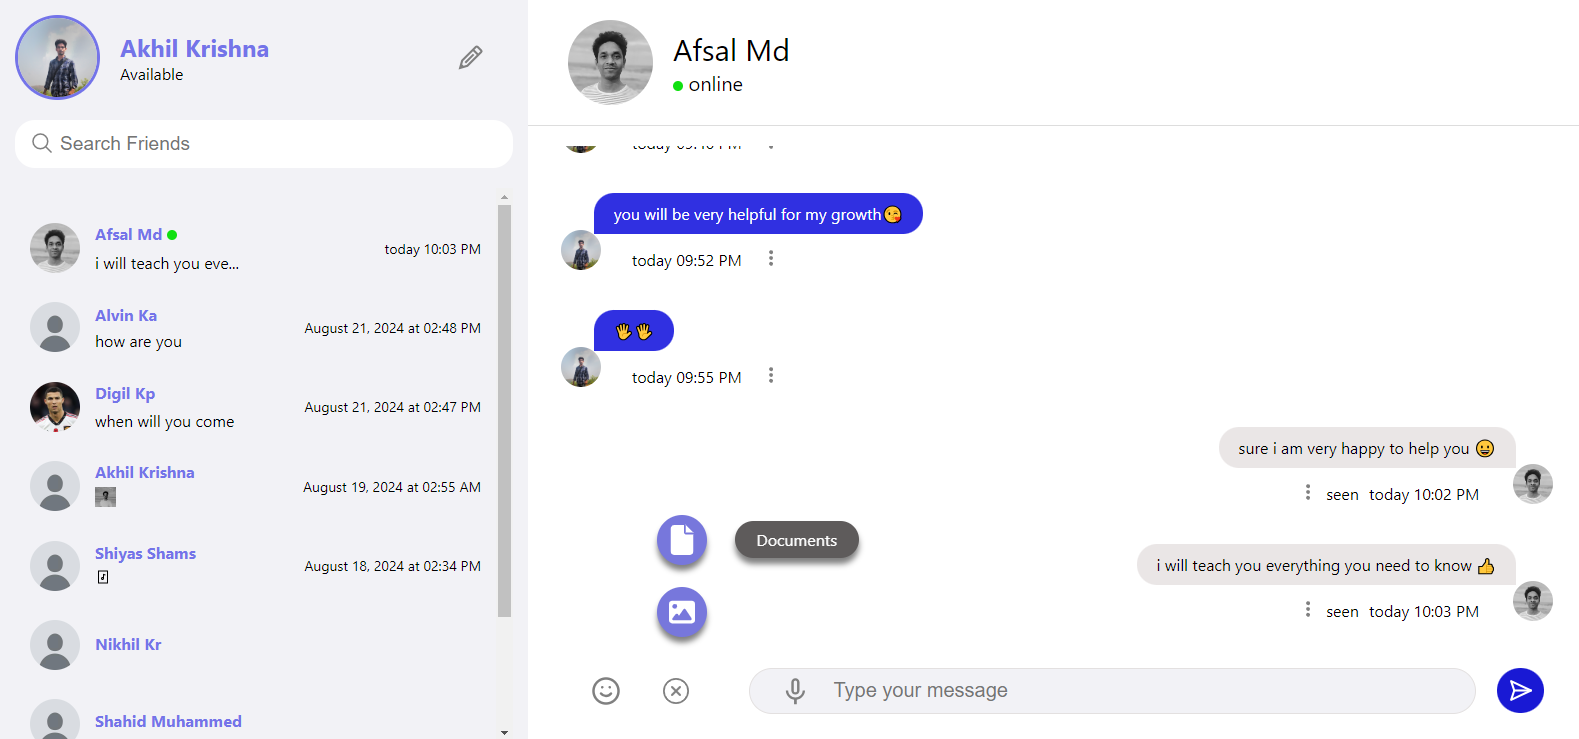 Akhil Krishna
Available
Search Friends
Afsal Md
i will teach you eve...
today 10:03 PM
Alvin Ka
how are you
August 21, 2024 at 02:48 PM
Digil Kp
when will you come
August 21, 2024 at 02:47 PM
Akhil Krishna
August 19, 2024 at 02:55 AM
Shiyas Shams
August 18, 2024 at 02:34 PM
Nikhil Kr
Shahid Muhammed
Afsal Md
online
you will be very helpful for my growth😘
today 09:52 PM
🖐🖐
today 09:55 PM
sure i am very happy to help you 😀
seen today 10:02 PM
Documents
i will teach you everything you need to know 👍
seen today 10:03 PM
Type your message